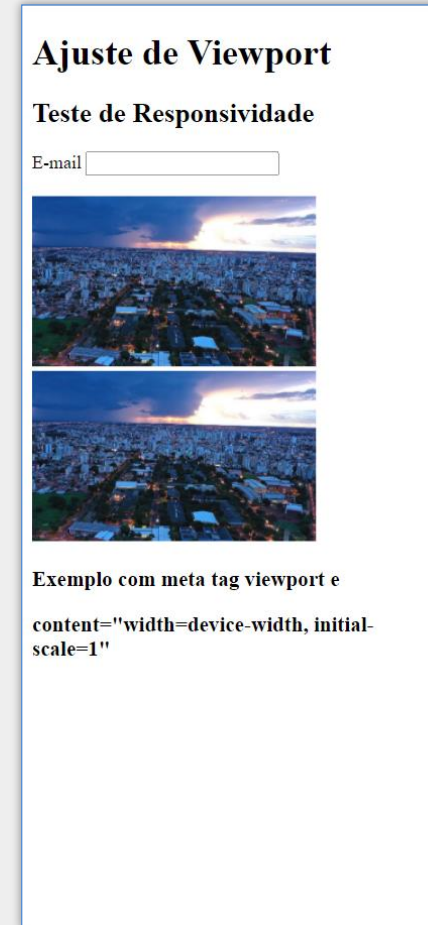 Ajuste de Viewport
Teste de Responsividade
E-mail
Exemplo com meta tag viewport e
content="width=device-width, initial-
scale=1"